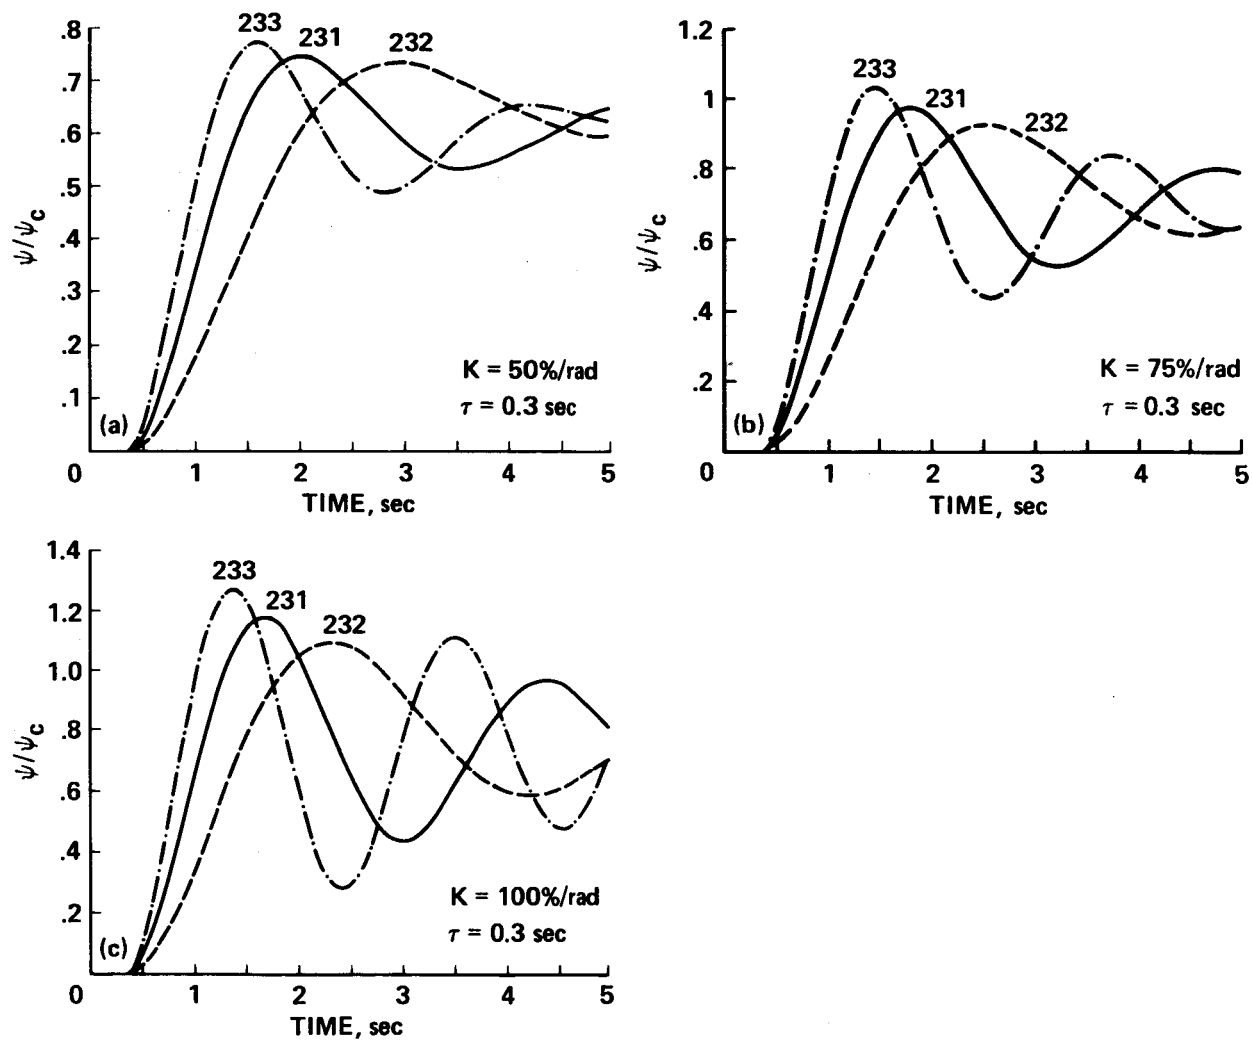 .8
.7
.6
.5
.4
.3
.2
.1
ψ/ψc
233
231
232
K = 50%/rad
τ = 0.3 sec
(a)
0 1 2 3 4 5
TIME, sec
1.2
1
.8
.6
.4
.2
ψ/ψc
233
231
232
K = 75%/rad
τ = 0.3 sec
(b)
0 1 2 3 4 5
TIME, sec
1.4
1.2
1.0
.8
.6
.4
.2
ψ/ψc
233
231
232
K = 100%/rad
τ = 0.3 sec
(c)
0 1 2 3 4 5
TIME, sec